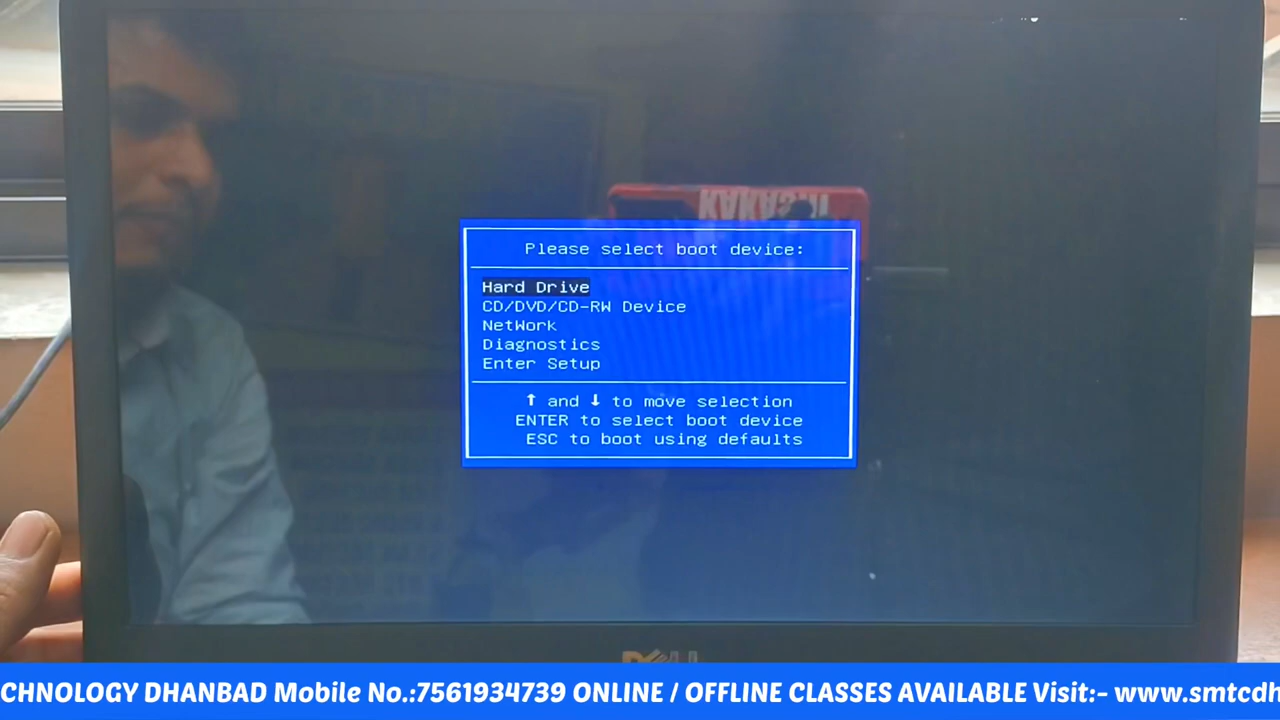 Please select boot device:
Hard Drive
CD/DVD/CD-RW Device
Network
Diagnostics
Enter Setup
↑ and ↓ to move selection
ENTER to select boot device
ESC to boot using defaults
DELL
CHNOLOGY DHANBAD Mobile No.:7561934739 ONLINE / OFFLINE CLASSES AVAILABLE Visit:- www.smtcdh